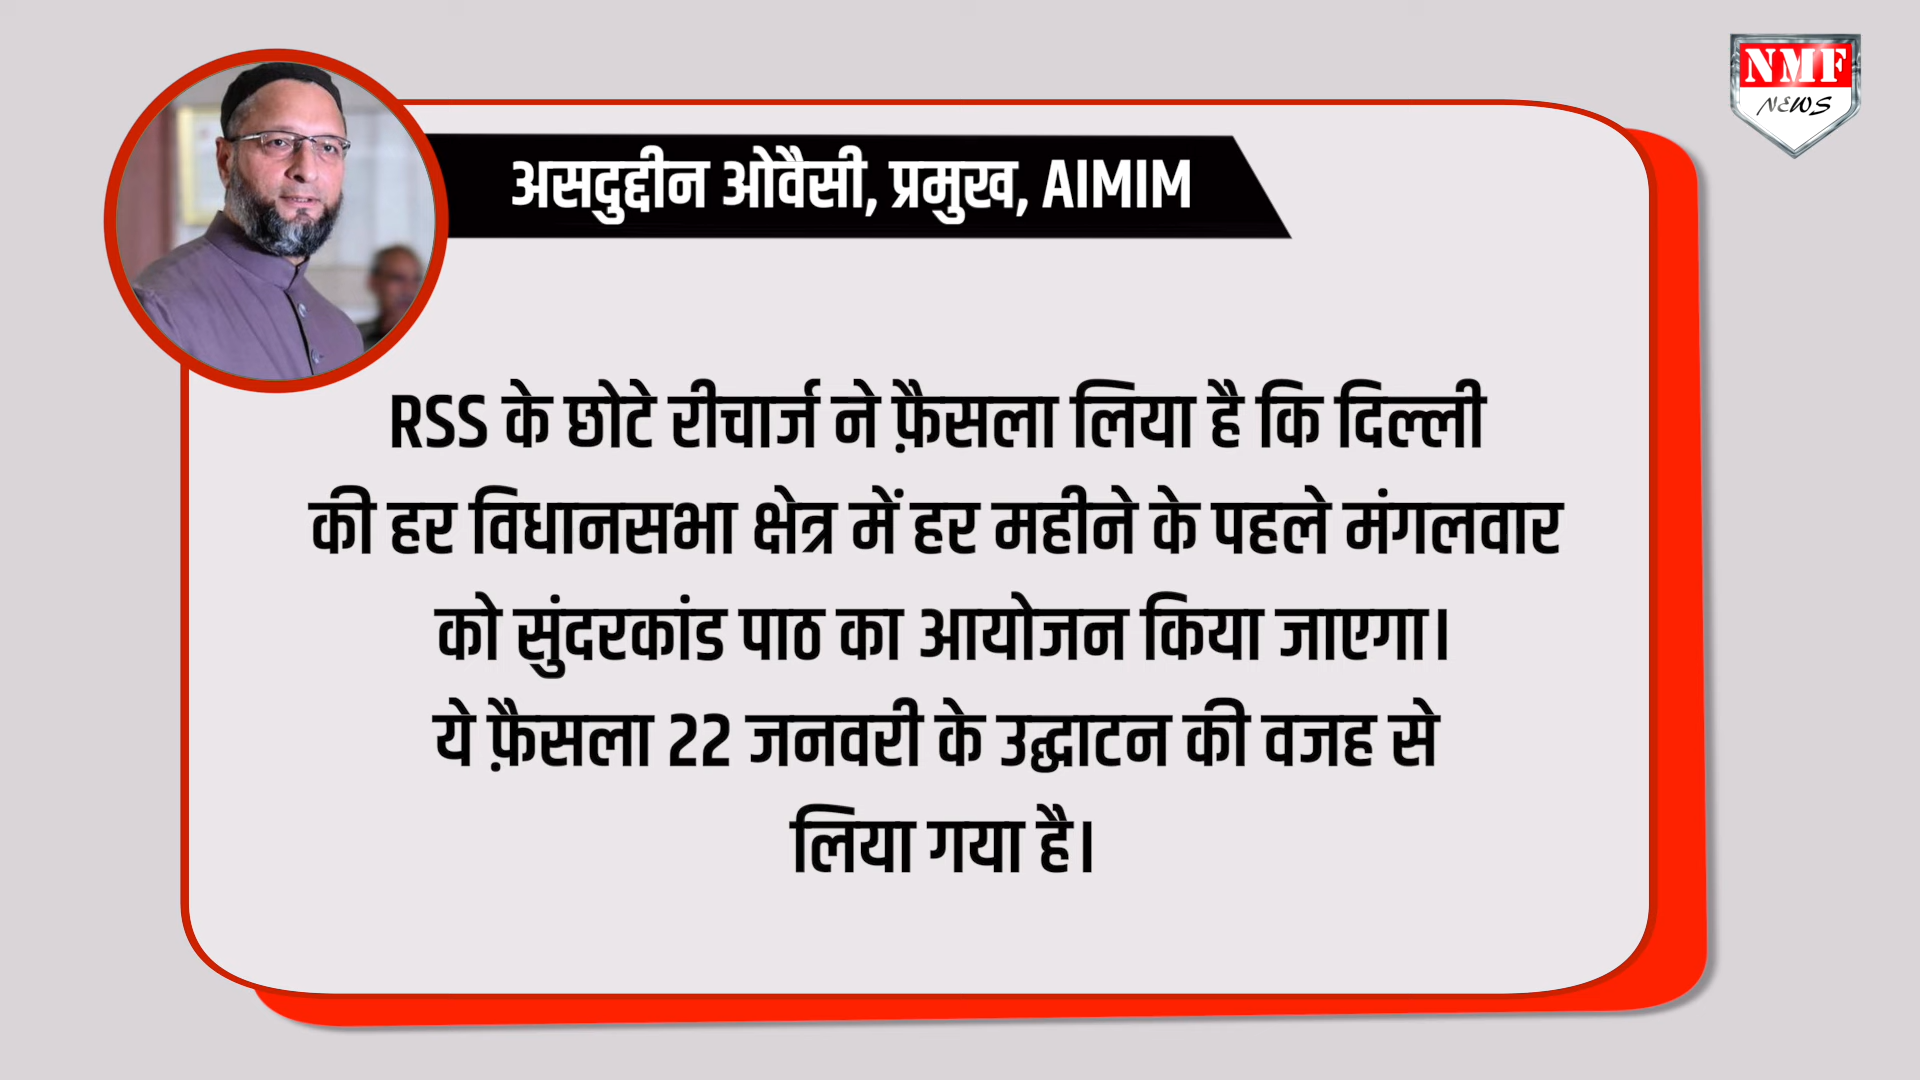 NMF
NEWS
असदुद्दीन ओवैसी, प्रमुख, AIMIM
RSS के छोटे रीचार्ज ने फ़ैसला लिया है कि दिल्ली
की हर विधानसभा क्षेत्र में हर महीने के पहले मंगलवार
को सुंदरकांड पाठ का आयोजन किया जाएगा।
ये फ़ैसला 22 जनवरी के उद्घाटन की वजह से
लिया गया है।